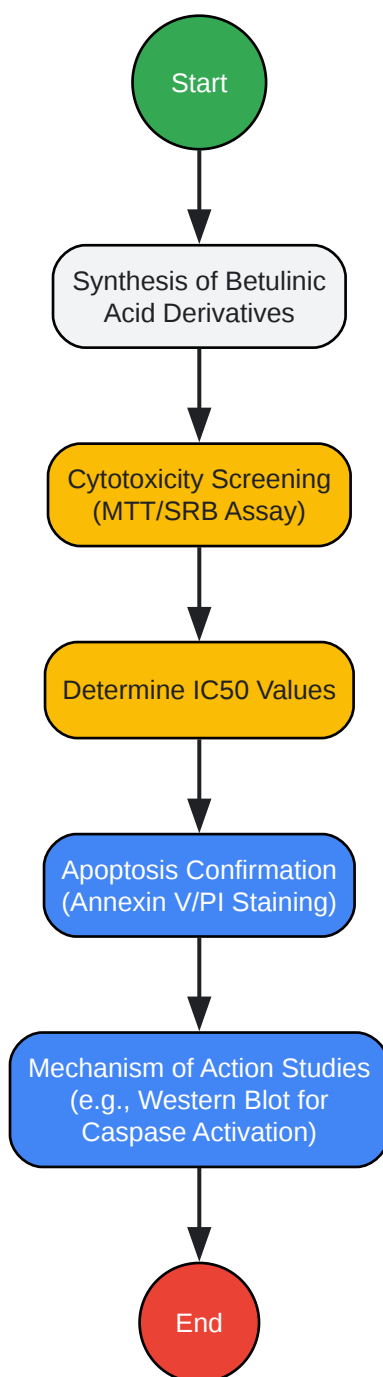 Start
Synthesis of Betulinic
Acid Derivatives
Cytotoxicity Screening
(MTT/SRB Assay)
Determine IC50 Values
Apoptosis Confirmation
(Annexin V/PI Staining)
Mechanism of Action Studies
(e.g., Western Blot for
Caspase Activation)
End